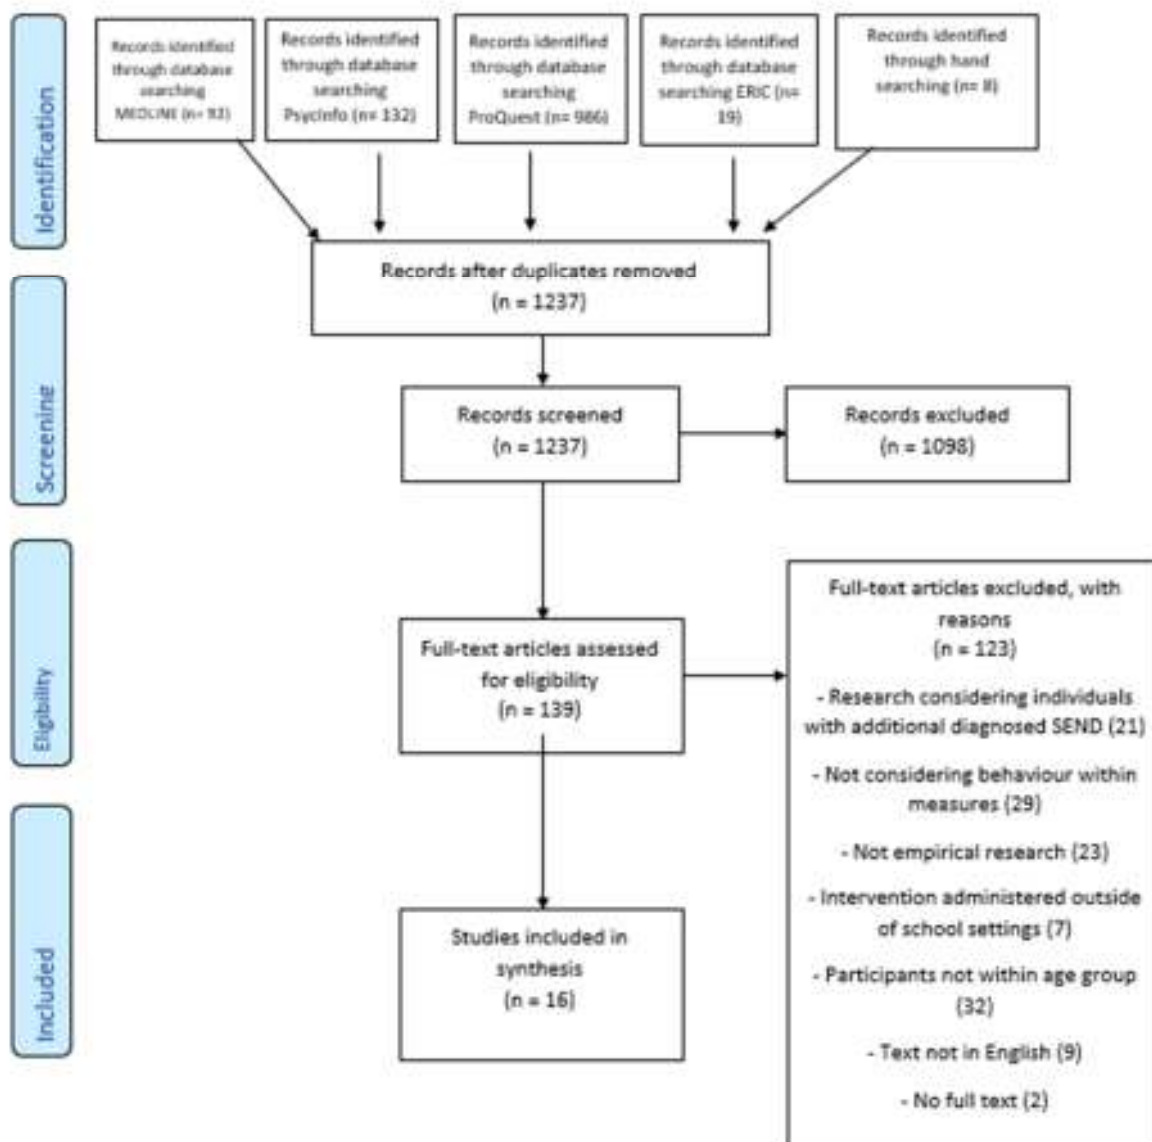 Identification
Records identified
through database
searching
MEDLINE (n= 92)
Records identified
through database
searching
PsycInfo (n= 132)
Records identified
through database
searching
ProQuest (n= 986)
Records identified
through database
searching ERIC (n=
19)
Records identified
through hand
searching (n= 8)
Records after duplicates removed
(n = 1237)
Screenine
Records screened
(n = 1237)
Records excluded
(n = 1098)
Eligibility
Full-text articles assessed
for eligibility
(n = 139)
Full-text articles excluded, with
reasons
(n = 123)
- Research considering individuals
with additional diagnosed SEND (21)
- Not considering behaviour within
measures (29)
- Not empirical research (23)
- Intervention administered outside
of school settings (7)
- Participants not within age group
(32)
- Text not in English (9)
- No full text (2)
Included
Studies included in
synthesis
(n = 16)